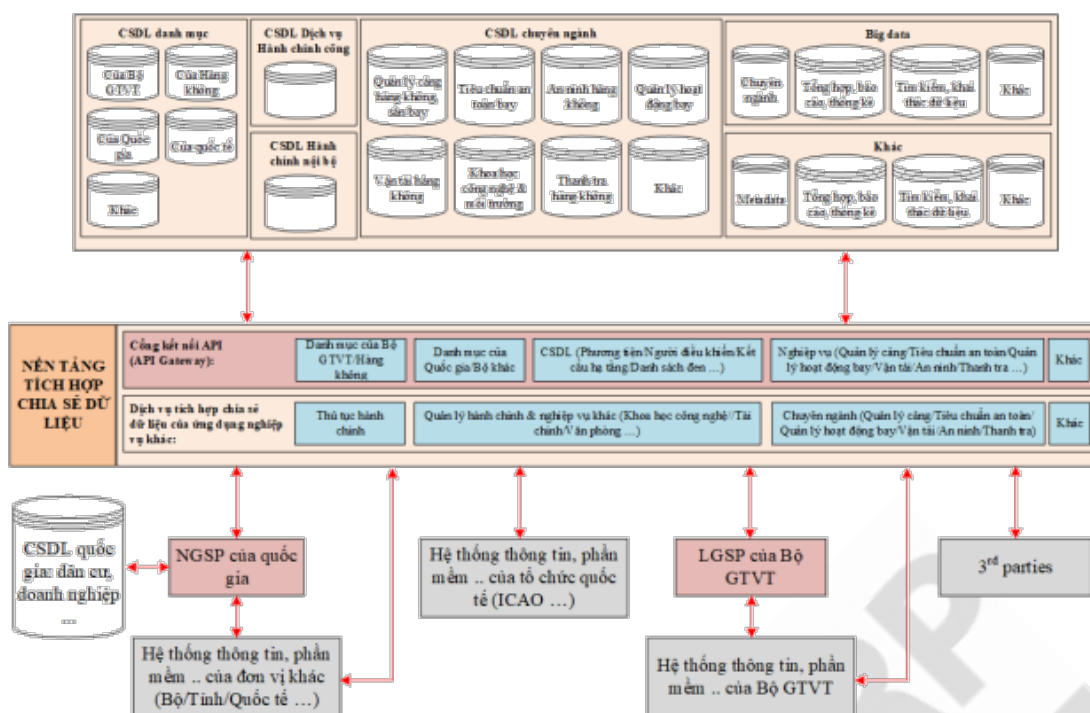 CSDL danh mục
Của Bộ
GTVT
Của Hàng
không
Của Quốc
gia
Của quốc tế
Khác
CSDL Dịch vụ
Hành chính công
CSDL Hành
chính nội bộ
CSDL chuyên ngành
Quản lý cảng
hàng không,
sân bay
Tiêu chuẩn an
toàn bay
An ninh hàng
không
Quản lý hoạt
động bay
Vận tải hàng
không
Khoa học
công nghệ &
môi trường
Thanh tra
hàng không
Khác
Big data
Chuyên
ngành
Tổng hợp, báo
cáo, thống kê
Tìm kiếm, khai
thác dữ liệu
Khác
Khác
Metadata
Tổng hợp, báo
cáo, thống kê
Tìm kiếm, khai
thác dữ liệu
Khác
NỀN TẢNG
TÍCH HỢP
CHIA SẺ DỮ
LIỆU
Cổng kết nối API
(API Gateway):
Danh mục của Bộ
GTVT/Hàng
không
Danh mục của
Quốc gia/Bộ khác
CSDL (Phương tiện/Người điều khiển/Kết
cấu hạ tầng/Danh sách đen ...)
Nghiệp vụ (Quản lý cảng/Tiêu chuẩn an toàn/Quản
lý hoạt động bay/Vận tải/An ninh/Thanh tra ...)
Khác
Dịch vụ tích hợp chia sẻ
dữ liệu của ứng dụng nghiệp
vụ khác:
Thủ tục hành
chính
Quản lý hành chính & nghiệp vụ khác (Khoa học công nghệ//Tài
chính/Văn phòng ...)
Chuyên ngành (Quản lý cảng/Tiêu chuẩn an toàn/
Quản lý hoạt động bay/Vận tải/An ninh/Thanh tra)
Khác
CSDL quốc
gia: dân cư,
doanh nghiệp
...
NGSP của quốc
gia
Hệ thống thông tin, phần
mềm .. của tổ chức quốc
tế (ICAO ...)
LGSP của Bộ
GTVT
3rd parties
Hệ thống thông tin, phần
mềm .. của đơn vị khác
(Bộ/Tỉnh/Quốc tế ...)
Hệ thống thông tin, phần
mềm .. của Bộ GTVT